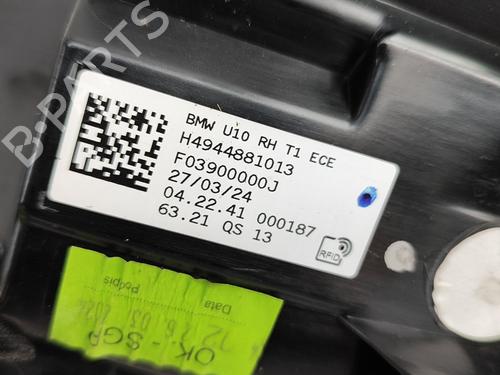 B-PARTS
BMW U10 RH T1 ECE
H4944881013
F03900000J
27/03/24
04.22.41 000187
63.21 QS 13
RFID
Data
Podpis
OK - SGP